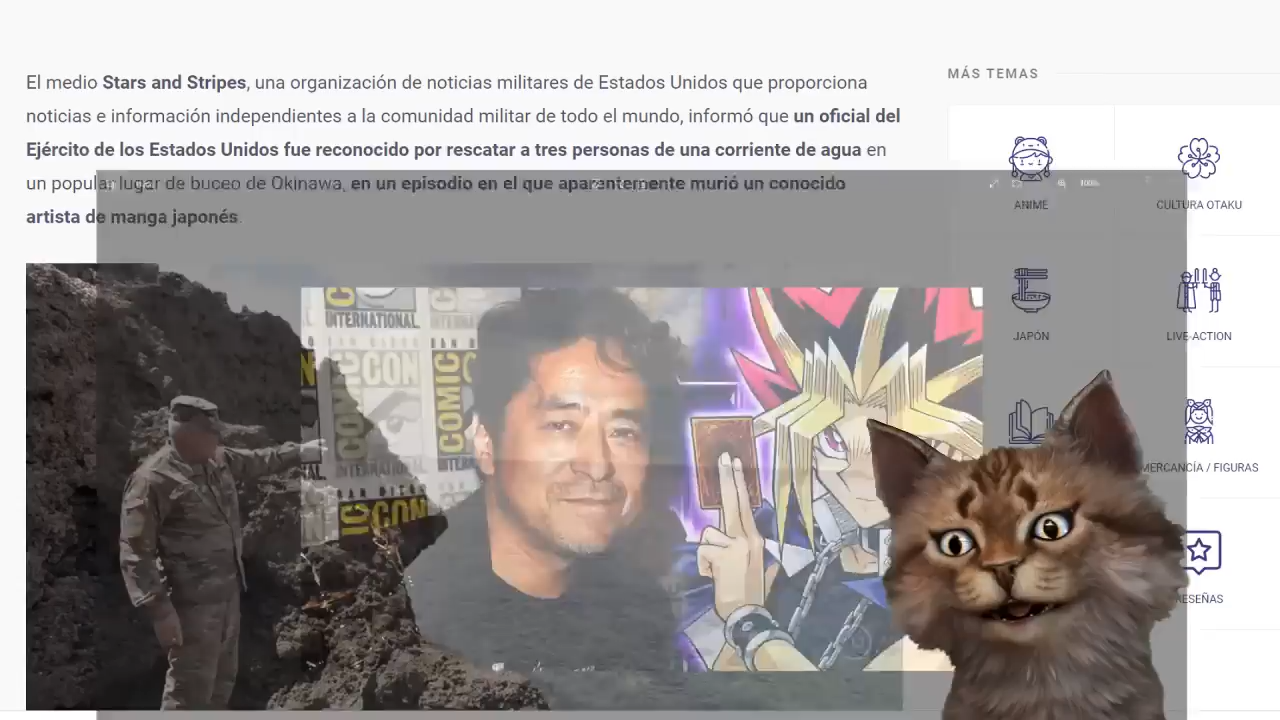 El medio Stars and Stripes, una organización de noticias militares de Estados Unidos que proporciona
noticias e información independientes a la comunidad militar de todo el mundo, informó que un oficial del
Ejército de los Estados Unidos fue reconocido por rescatar a tres personas de una corriente de agua en
un popular lugar de buceo de Okinawa, en un episodio en el que aparentemente murió un conocido
artista de manga japonés.
MÁS TEMAS
ANIME
CULTURA OTAKU
JAPÓN
LIVE-ACTION
MERCANCÍA / FIGURAS
RESEÑAS
100%
INTERNATIONAL
CON
COMIC
CON